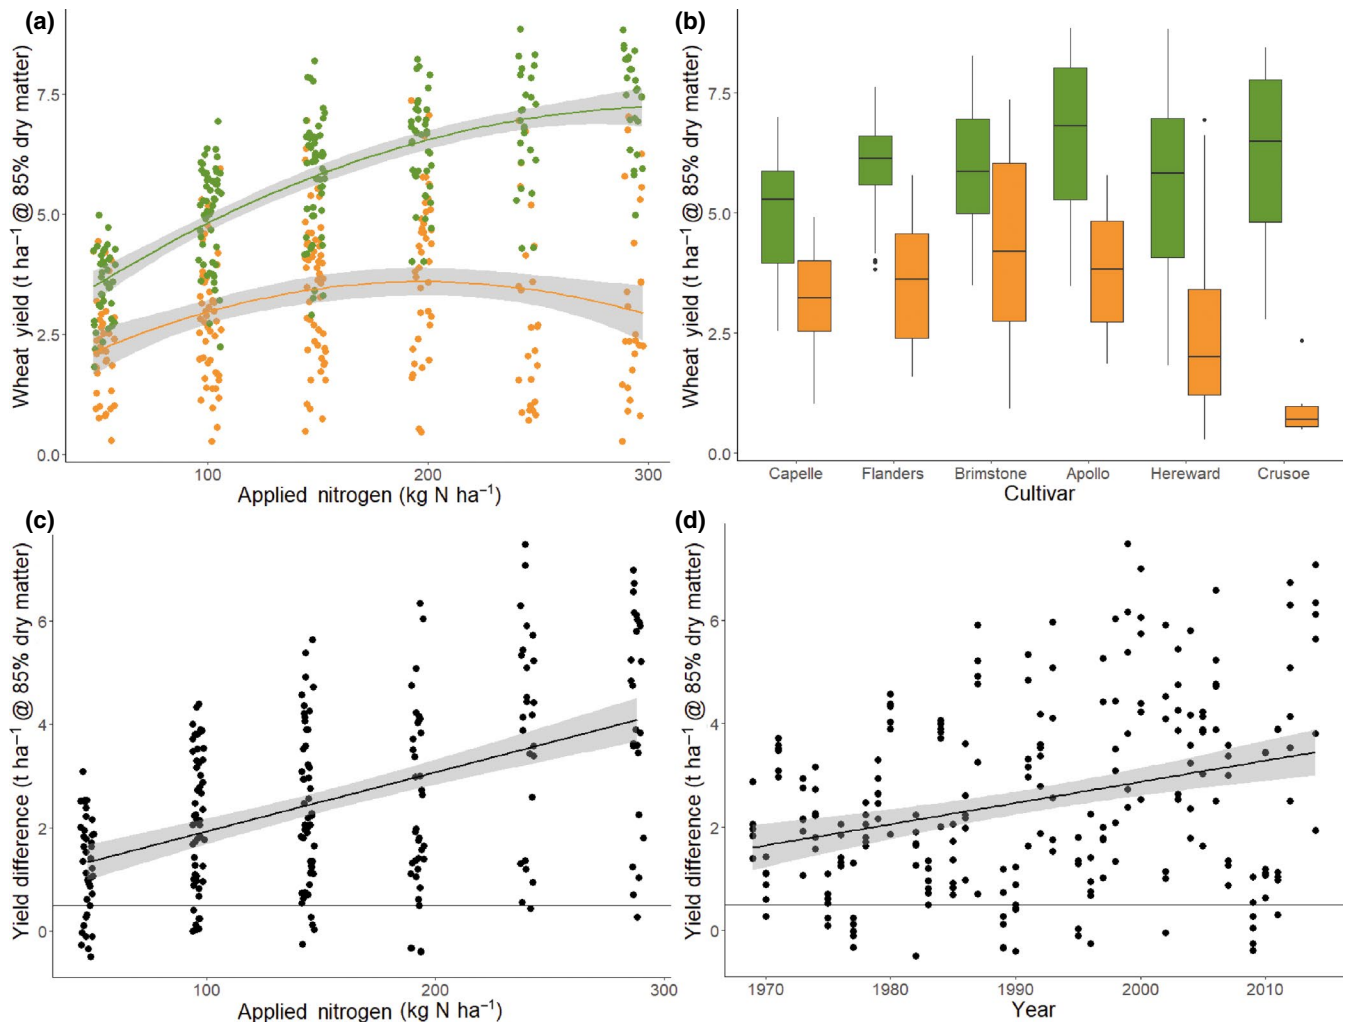 (a)
Wheat yield (t ha⁻¹ @ 85% dry matter)
7.5
5.0
2.5
0.0
100
200
300
Applied nitrogen (kg N ha⁻¹)
(b)
Wheat yield (t ha⁻¹ @ 85% dry matter)
7.5
5.0
2.5
0.0
Capelle
Flanders
Brimstone
Apollo
Hereward
Crusoe
Cultivar
(c)
Yield difference (t ha⁻¹ @ 85% dry matter)
6
4
2
0
100
200
300
Applied nitrogen (kg N ha⁻¹)
(d)
Yield difference (t ha⁻¹ @ 85% dry matter)
6
4
2
0
1970
1980
1990
2000
2010
Year